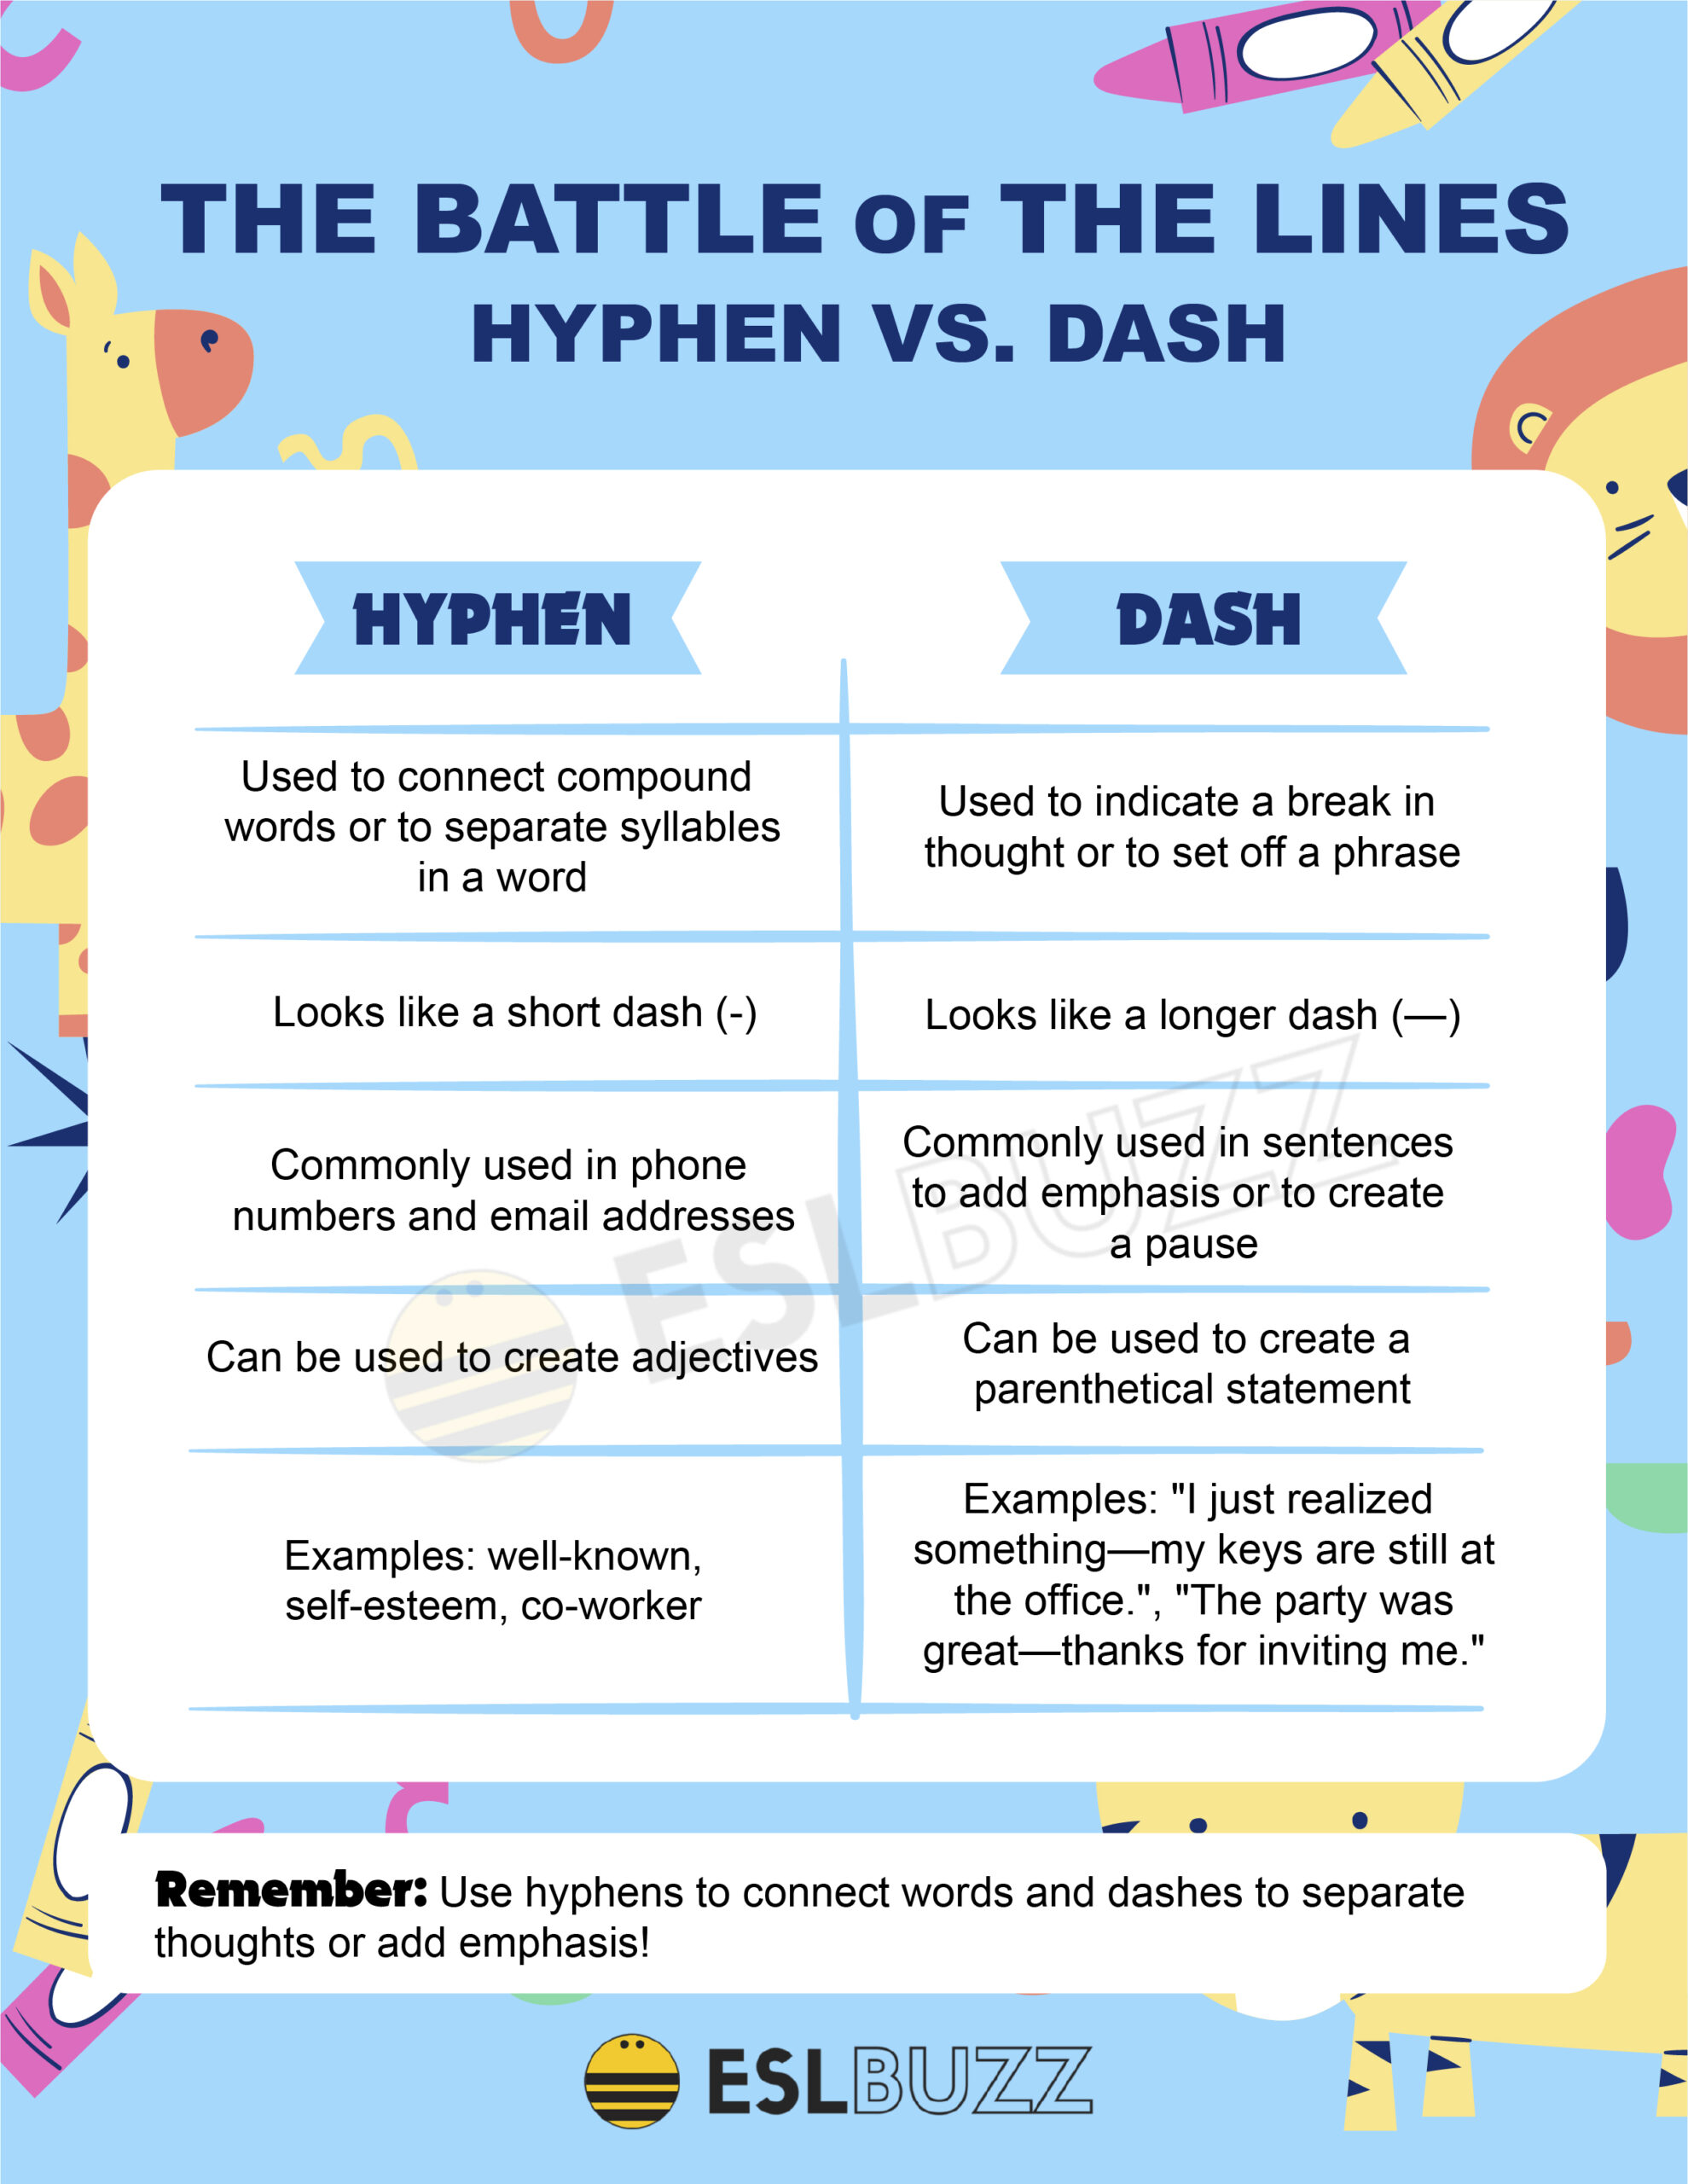 THE BATTLE OF THE LINES
HYPHEN VS. DASH
HYPHEN
DASH
Used to connect compound
words or to separate syllables
in a word
Used to indicate a break in
thought or to set off a phrase
Looks like a short dash (-)
Looks like a longer dash (—)
Commonly used in phone
numbers and email addresses
Commonly used in sentences
to add emphasis or to create
a pause
Can be used to create adjectives
Can be used to create a
parenthetical statement
Examples: well-known,
self-esteem, co-worker
Examples: "I just realized
something—my keys are still at
the office.", "The party was
great—thanks for inviting me."
ESLBUZZ
Remember: Use hyphens to connect words and dashes to separate
thoughts or add emphasis!
ESLBUZZ